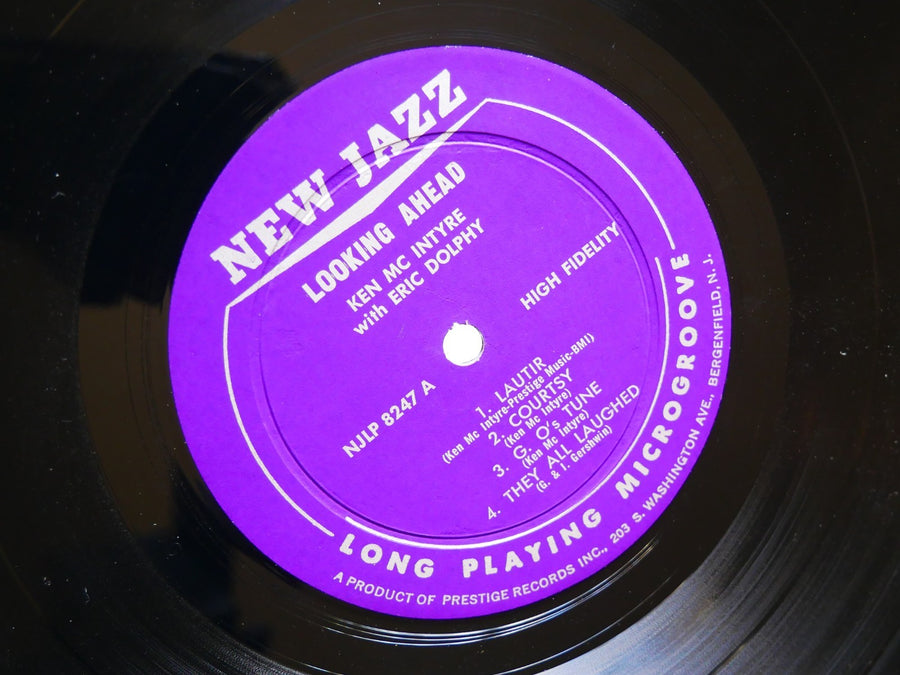 NEW JAZZ
LOOKING AHEAD
KEN MC INTYRE
with ERIC DOLPHY
HIGH FIDELITY
NJLP 8247 A
1. LAUTIR
(Ken Mc Intyre-Prestige Music-BMI)
2. COURTSY
(Ken Mc Intyre)
3. G. O's TUNE
(Ken Mc Intyre)
4. THEY ALL LAUGHED
(G. & I. Gershwin)
LONG PLAYING MICROGROOVE
A PRODUCT OF PRESTIGE RECORDS INC., 203 S. WASHINGTON AVE., BERGENFIELD, N. J.